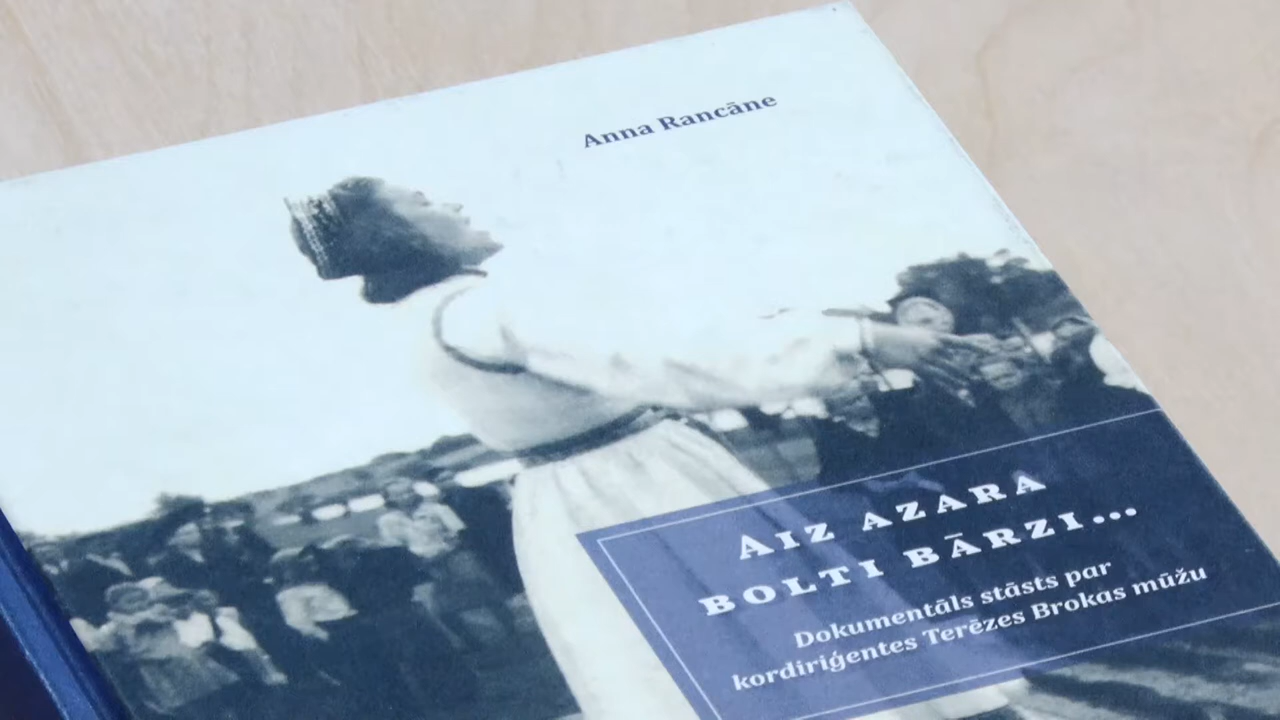 Anna Rancāne
AIZ AZARA
BOLTI BĀRZI...
Dokumentāls stāsts par
kordiriģentes Terēzes Brokas mūžu